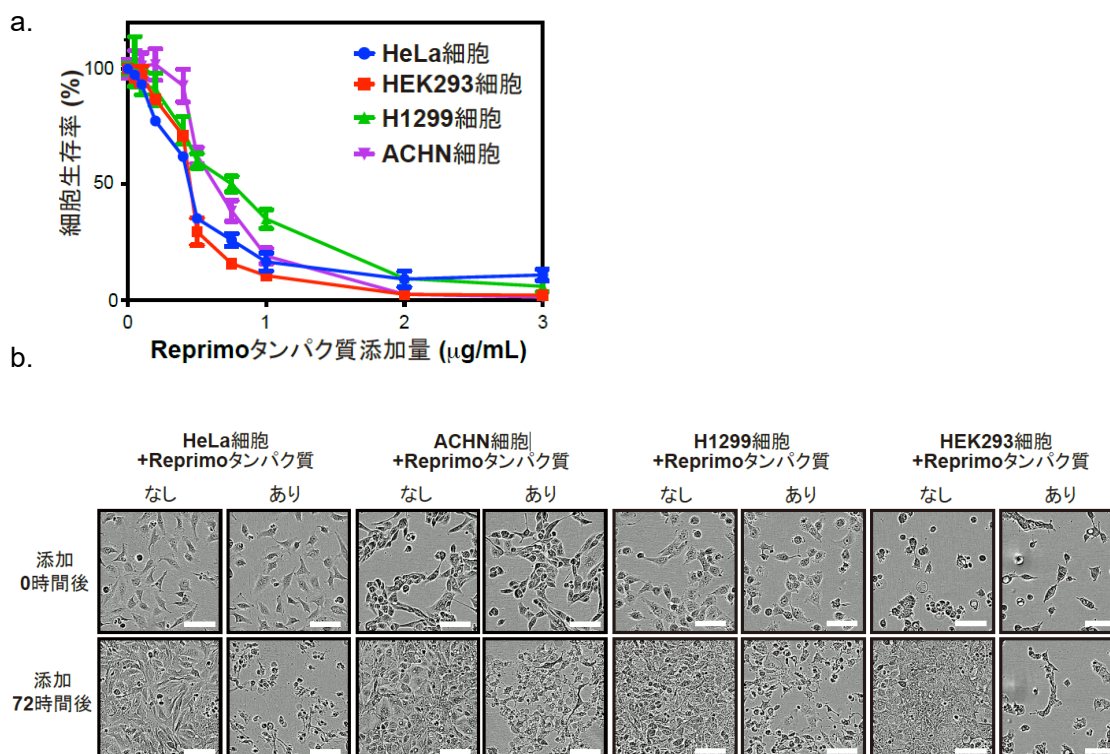 a.
細胞生存率 (%)
100
50
0
HeLa細胞
HEK293細胞
H1299細胞
ACHN細胞
0 1 2 3
Reprimoタンパク質添加量 (μg/mL)
b.
HeLa細胞 ACHN細胞 H1299細胞 HEK293細胞
+Reprimoタンパク質 +Reprimoタンパク質 +Reprimoタンパク質 +Reprimoタンパク質
なし あり なし あり なし あり なし あり
添加
0時間後
添加
72時間後